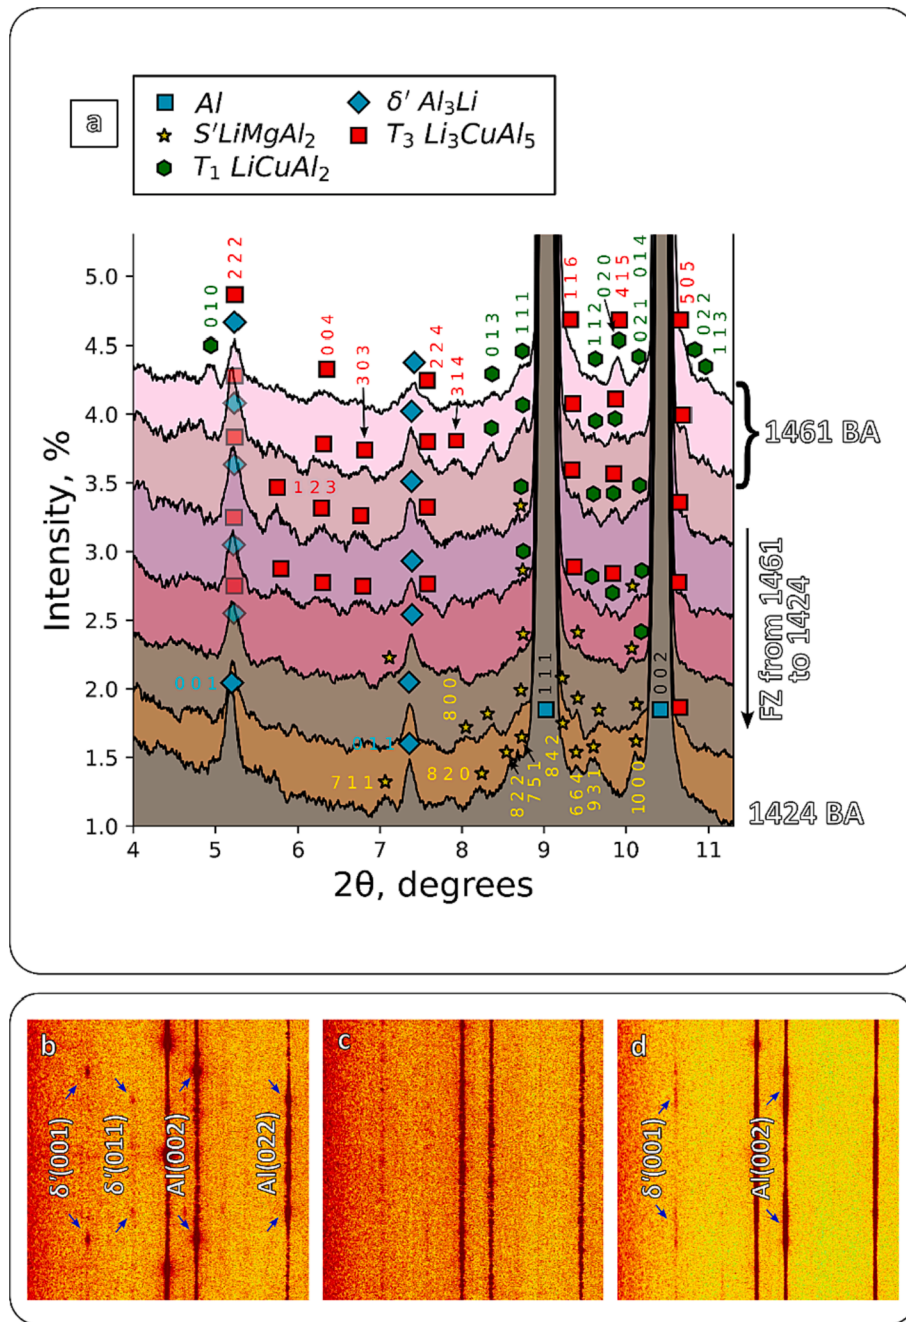 a
Al
S'LiMgAl₂
T₁ LiCuAl₂
δ' Al₃Li
T₃ Li₃CuAl₅
Intensity, %
5.0
4.5
4.0
3.5
3.0
2.5
2.0
1.5
1.0
4 5 6 7 8 9 10 11
2θ, degrees
0 1 0
2 2 2
0 0 4
3 0 3
2 2 4
3 1 4
0 1 3
1 1 1
1 1 6
1 1 2
0 2 0
4 1 5
0 2 1
0 1 4
5 0 5
0 2 2
1 1 3
1 2 3
0 0 1
0 1 1
7 1 1
8 2 0
8 0 0
8 2 2
7 5 1
8 4 2
6 6 4
9 3 1
10 0 0
1 1 1
0 0 2
1461 BA
FZ from 1461
to 1424
1424 BA
b
δ'(001)
δ'(011)
Al(002)
Al(022)
c
d
δ'(001)
Al(002)